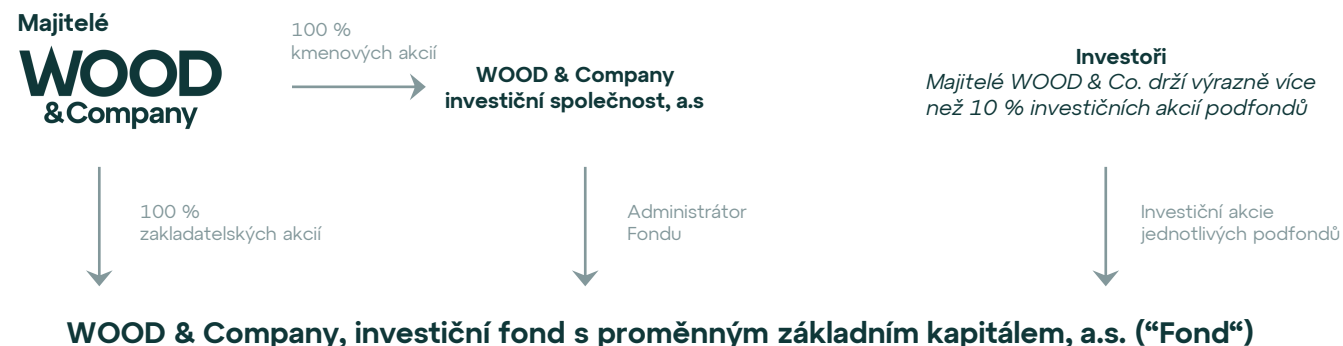 Majitelé
WOOD
&Company
100 %
kmenových akcií
WOOD & Company
investiční společnost, a.s
Investoři
Majitelé WOOD & Co. drží výrazně více
než 10 % investičních akcií podfondů
100 %
zakladatelských akcií
Administrátor
Fondu
Investiční akcie
jednotlivých podfondů
WOOD & Company, investiční fond s proměnným základním kapitálem, a.s. (“Fond“)